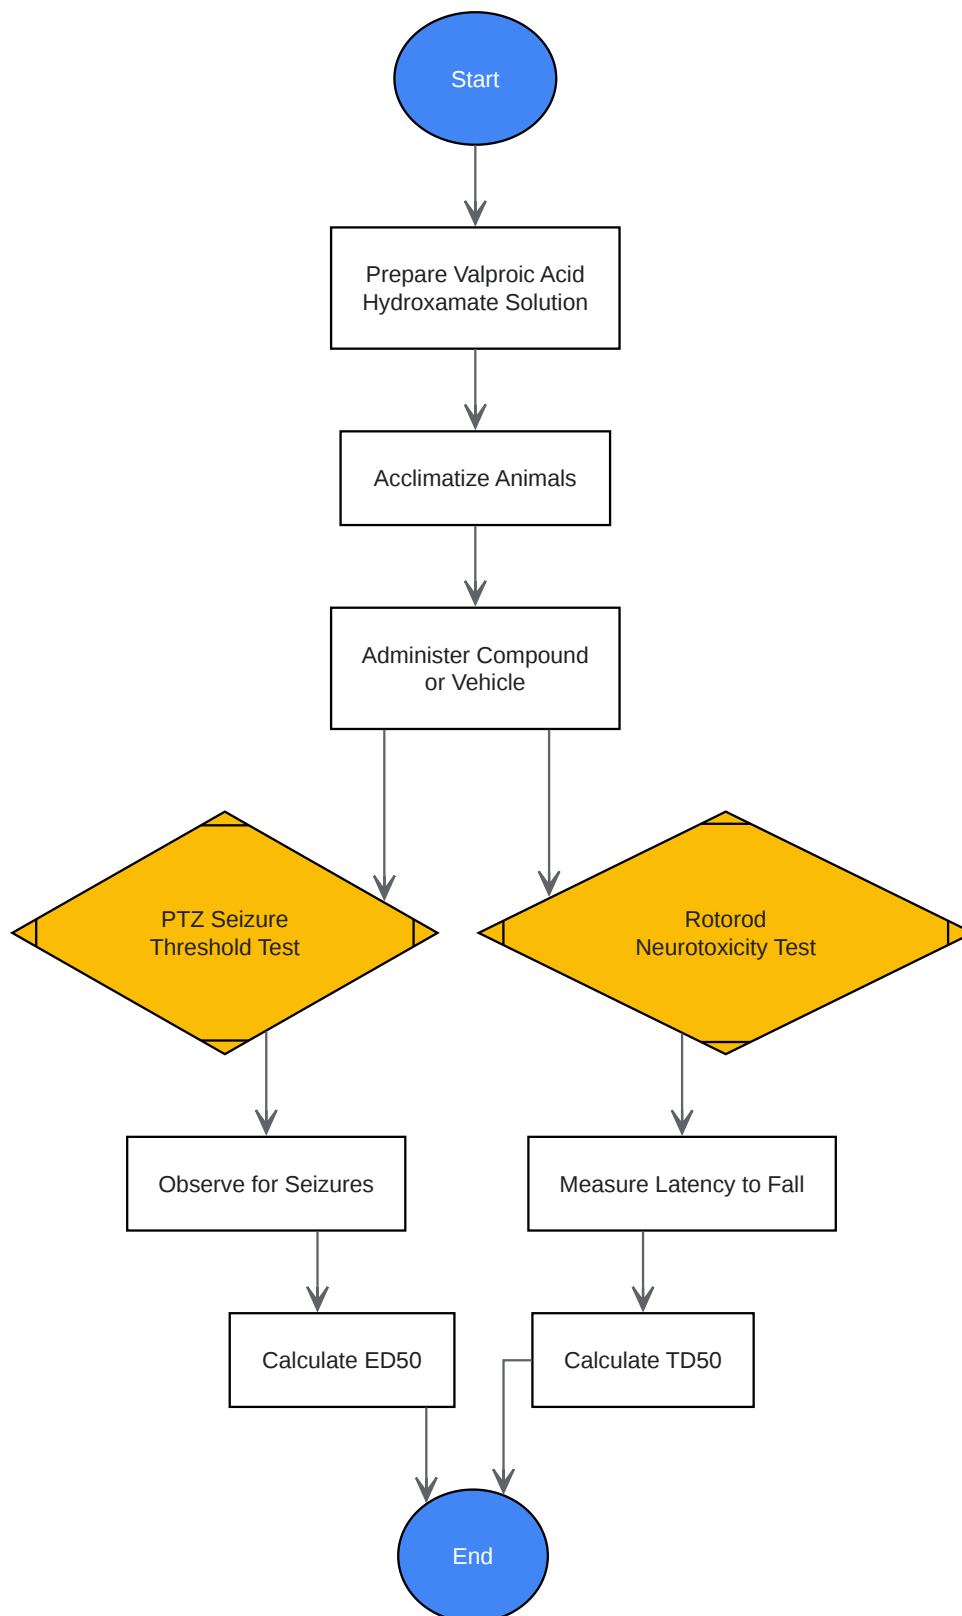 Start
Prepare Valproic Acid
Hydroxamate Solution
Acclimatize Animals
Administer Compound
or Vehicle
PTZ Seizure
Threshold Test
Rotorod
Neurotoxicity Test
Observe for Seizures
Measure Latency to Fall
Calculate ED50
Calculate TD50
End